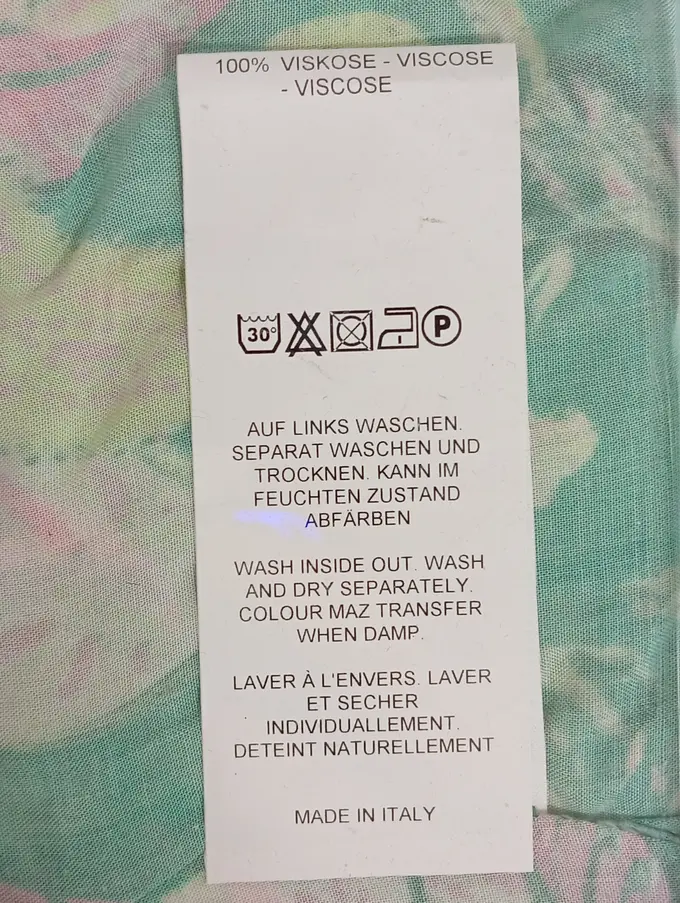 100% VISKOSE - VISCOSE
- VISCOSE
30°
P
AUF LINKS WASCHEN.
SEPARAT WASCHEN UND
TROCKNEN. KANN IM
FEUCHTEN ZUSTAND
ABFÄRBEN
WASH INSIDE OUT. WASH
AND DRY SEPARATELY.
COLOUR MAZ TRANSFER
WHEN DAMP.
LAVER À L'ENVERS. LAVER
ET SECHER
INDIVIDUALLEMENT.
DETEINT NATURELLEMENT
MADE IN ITALY